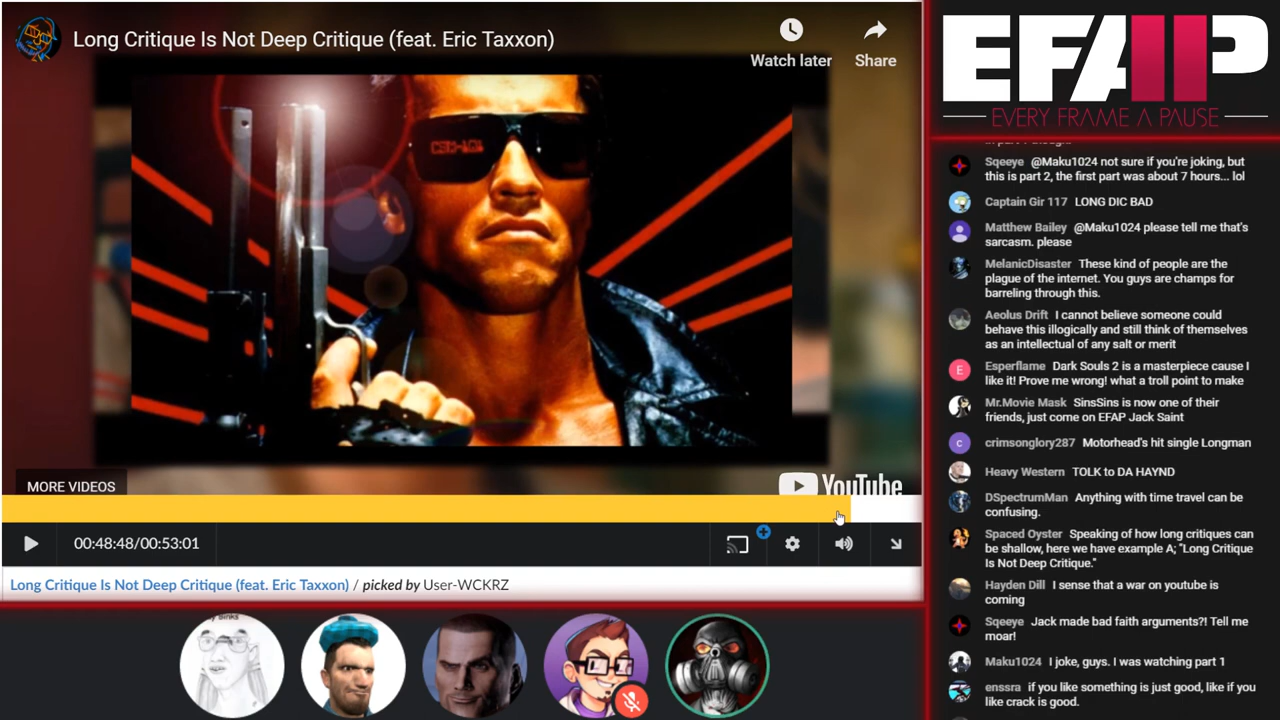 Long Critique Is Not Deep Critique (feat. Eric Taxxon)
Watch later
Share
MORE VIDEOS
YouTube
00:48:48/00:53:01
Long Critique Is Not Deep Critique (feat. Eric Taxxon) / picked by User-WCKRZ
EFAP
EVERY FRAME A PAUSE
Sqeeye @Maku1024 not sure if you're joking, but
this is part 2, the first part was about 7 hours... lol
Captain Gir 117 LONG DIC BAD
Matthew Bailey @Maku1024 please tell me that's
sarcasm. please
MelanicDisaster These kind of people are the
plague of the internet. You guys are champs for
barreling through this.
Aeolus Drift I cannot believe someone could
behave this illogically and still think of themselves
as an intellectual of any salt or merit
E
Esperflame Dark Souls 2 is a masterpiece cause I
like it! Prove me wrong! what a troll point to make
Mr.Movie Mask SinsSins is now one of their
friends, just come on EFAP Jack Saint
c
crimsonglory287 Motorhead's hit single Longman
Heavy Western TOLK to DA HAYND
DSpectrumMan Anything with time travel can be
confusing.
Spaced Oyster Speaking of how long critiques can
be shallow, here we have example A; "Long Critique
Is Not Deep Critique."
Hayden Dill I sense that a war on youtube is
coming
Sqeeye Jack made bad faith arguments?! Tell me
moar!
Maku1024 I joke, guys. I was watching part 1
enssra if you like something is just good, like if you
like crack is good.